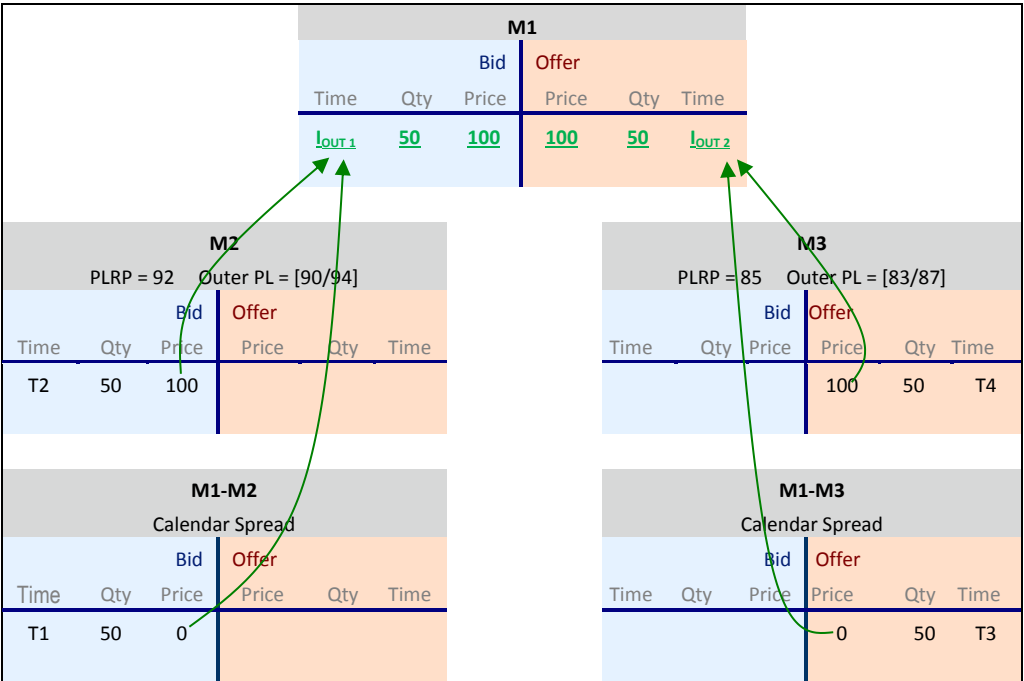 M1
Bid Offer
Time Qty Price Price Qty Time
IOUT 1 50 100 100 50 IOUT 2
M2
PLRP = 92 Outer PL = [90/94]
Bid Offer
Time Qty Price Price Qty Time
T2 50 100
M3
PLRP = 85 Outer PL = [83/87]
Bid Offer
Time Qty Price Price Qty Time
100 50 T4
M1-M2
Calendar Spread
Bid Offer
Time Qty Price Price Qty Time
T1 50 0
M1-M3
Calendar Spread
Bid Offer
Time Qty Price Price Qty Time
0 50 T3